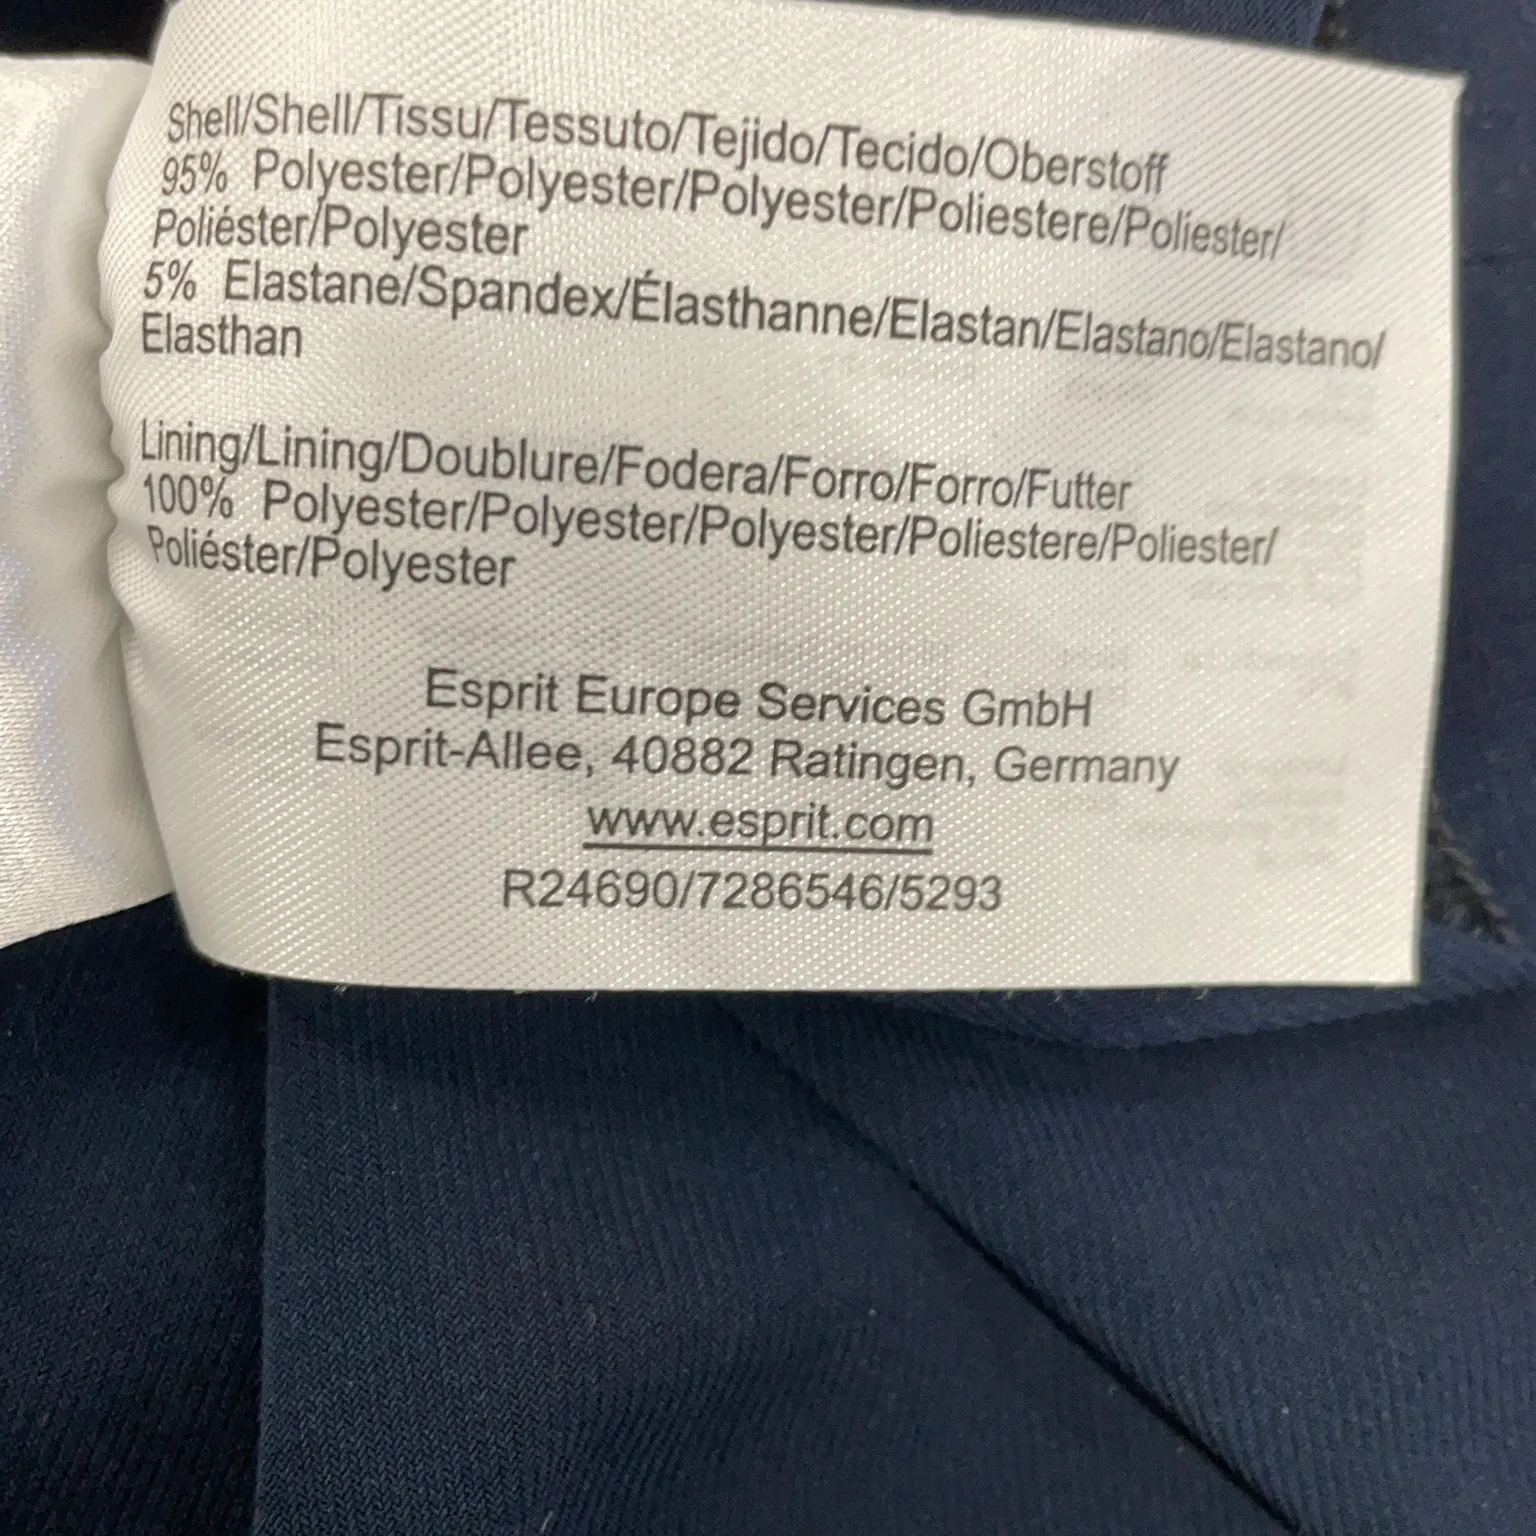 Shell/Shell/Tissu/Tessuto/Tejido/Tecido/Oberstoff
95% Polyester/Polyester/Polyester/Poliestere/Poliester/
Poliéster/Polyester
5% Elastane/Spandex/Élasthanne/Elastan/Elastano/Elastano/
Elasthan
Lining/Lining/Doublure/Fodera/Forro/Forro/Futter
100% Polyester/Polyester/Polyester/Poliestere/Poliester/
Poliéster/Polyester
Esprit Europe Services GmbH
Esprit-Allee, 40882 Ratingen, Germany
www.esprit.com
R24690/7286546/5293